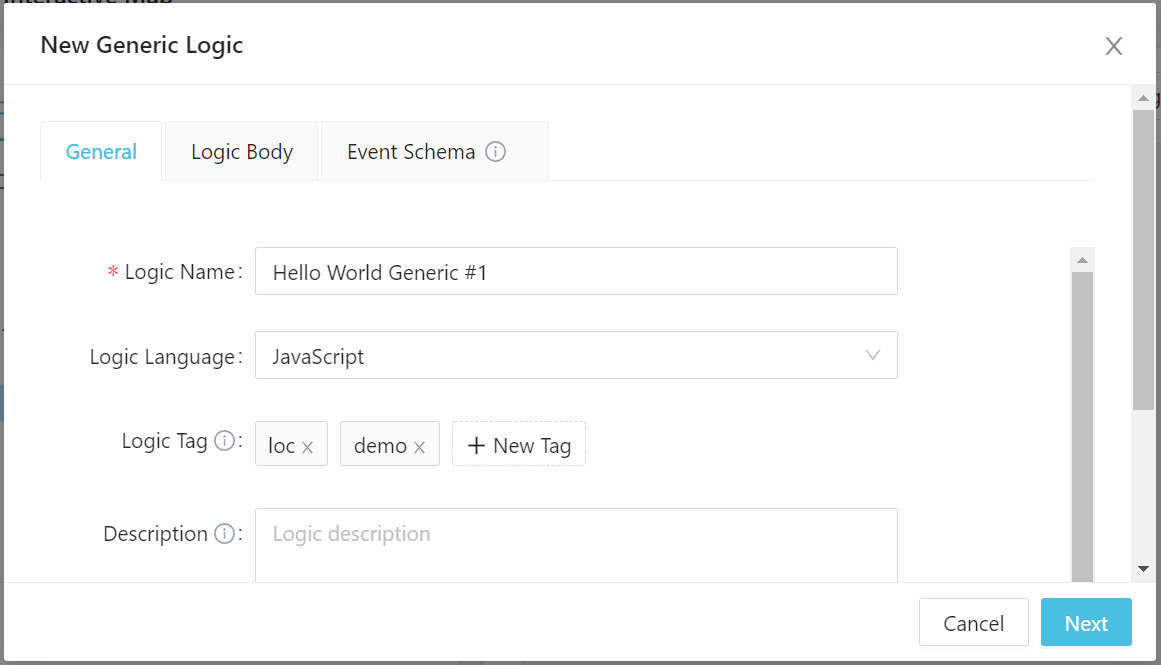 New Generic Logic
General Logic Body Event Schema
* Logic Name: Hello World Generic #1
Logic Language: JavaScript
Logic Tag : loc demo + New Tag
Description : Logic description
Cancel Next